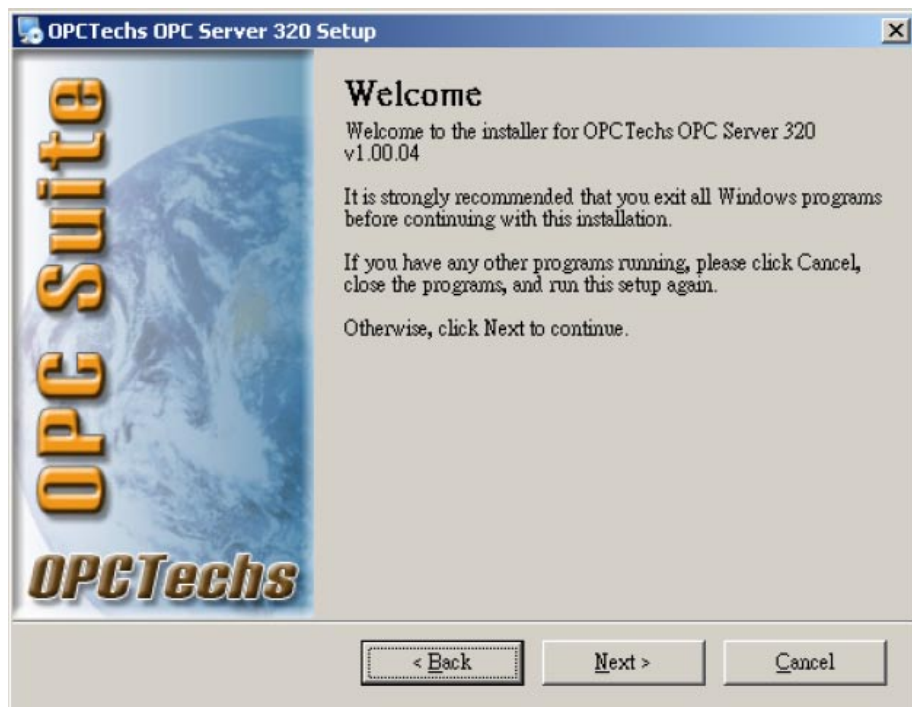 OPCTechs OPC Server 320 Setup
OPC Suite
OPCTechs
Welcome
Welcome to the installer for OPCTechs OPC Server 320
v1.00.04
It is strongly recommended that you exit all Windows programs
before continuing with this installation.
If you have any other programs running, please click Cancel,
close the programs, and run this setup again.
Otherwise, click Next to continue.
< Back
Next >
Cancel